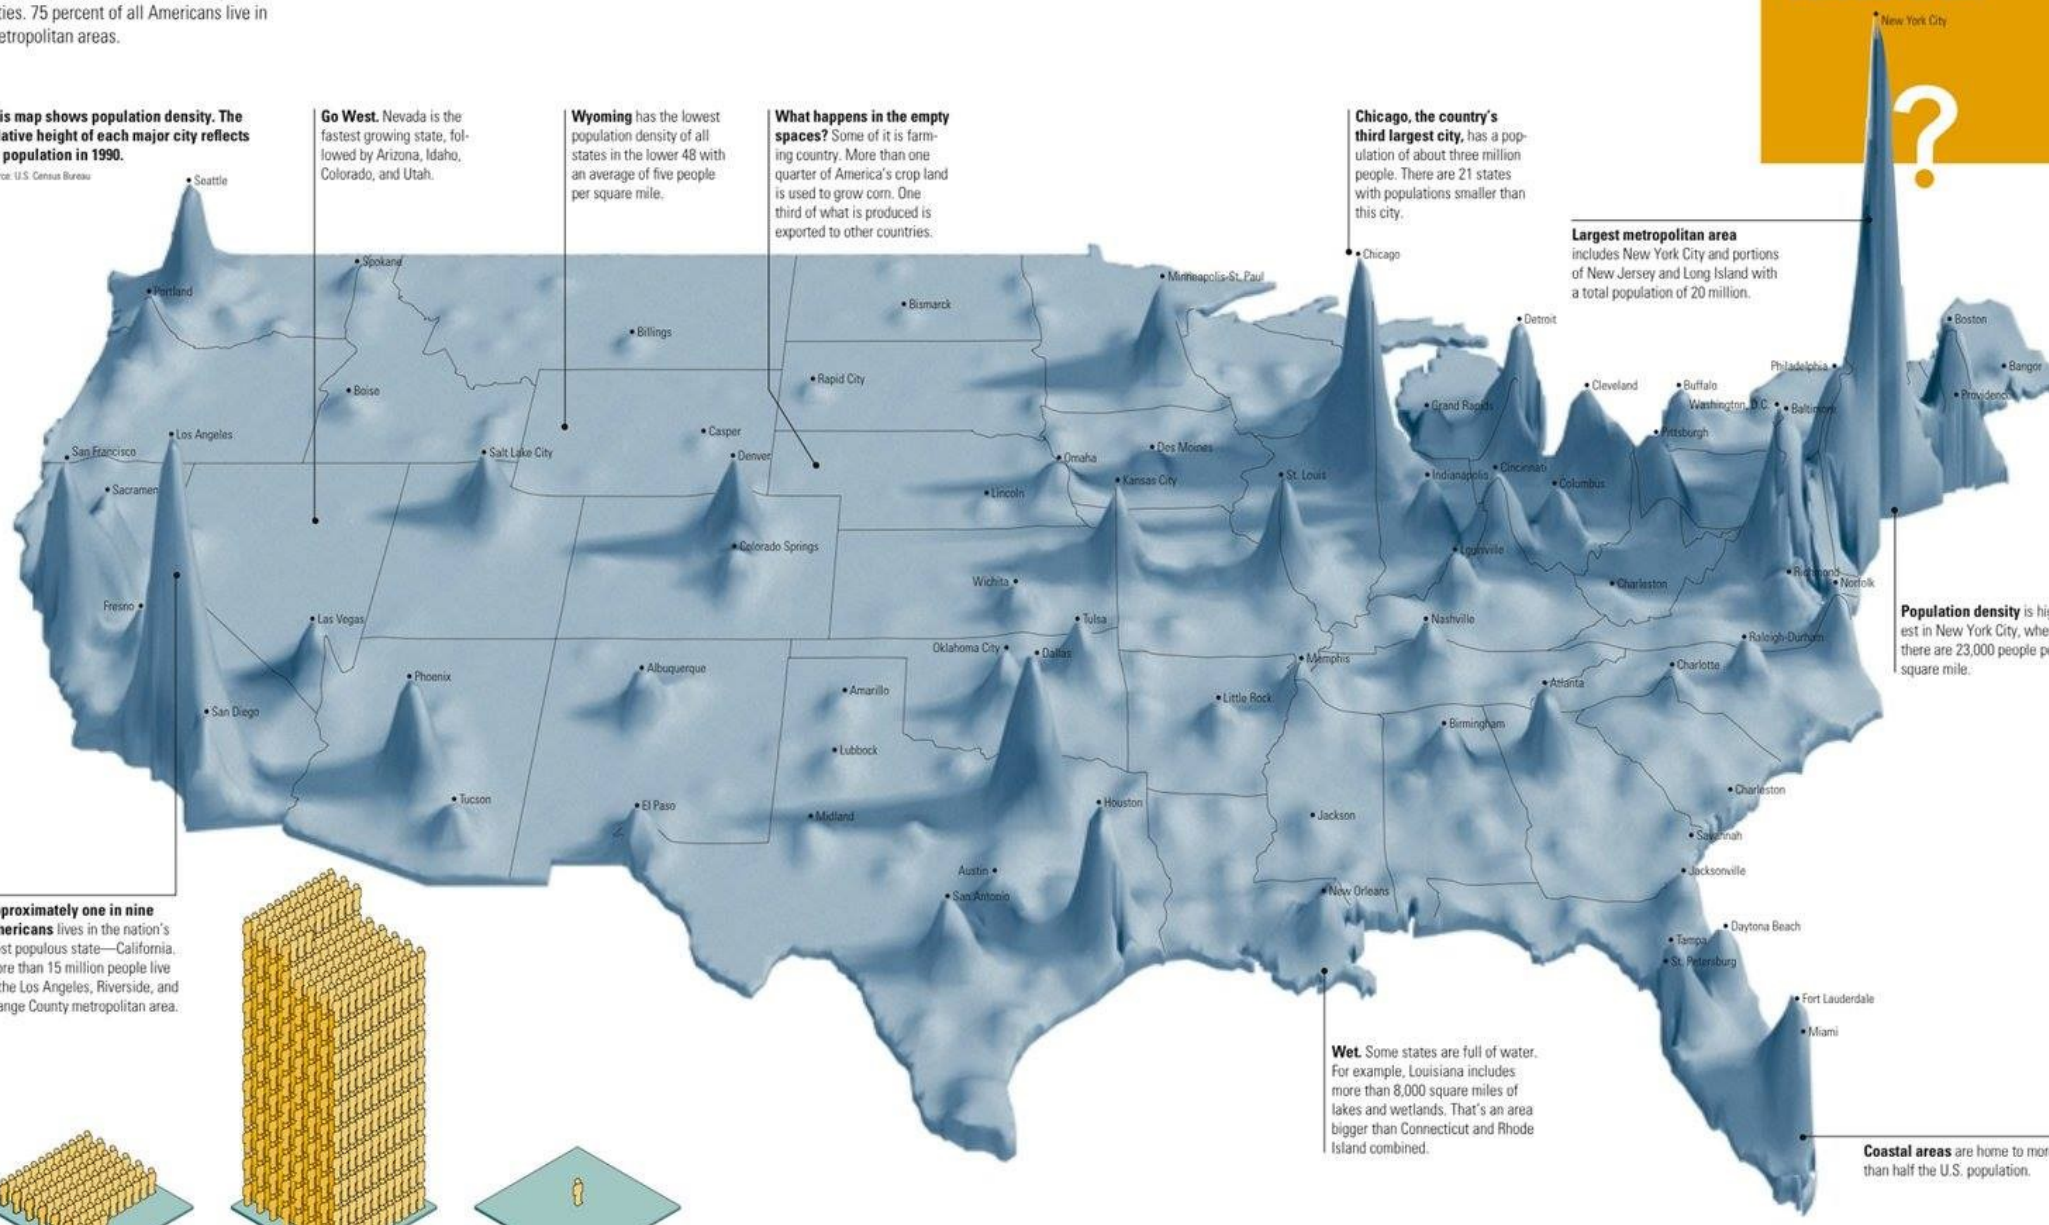 ties. 75 percent of all Americans live in
etropolitan areas.
is map shows population density. The
lative height of each major city reflects
population in 1990.
rce: U.S. Census Bureau
Go West. Nevada is the
fastest growing state, fol-
lowed by Arizona, Idaho,
Colorado, and Utah.
Wyoming has the lowest
population density of all
states in the lower 48 with
an average of five people
per square mile.
What happens in the empty
spaces? Some of it is farm-
ing country. More than one
quarter of America's crop land
is used to grow corn. One
third of what is produced is
exported to other countries.
Chicago, the country's
third largest city, has a pop-
ulation of about three million
people. There are 21 states
with populations smaller than
this city.
New York City
?
Largest metropolitan area
includes New York City and portions
of New Jersey and Long Island with
a total population of 20 million.
Seattle
Spokane
Portland
Billings
Bismarck
Minneapolis-St. Paul
Chicago
Detroit
Boston
Bangor
Providence
Philadelphia
Boise
Rapid City
Grand Rapids
Cleveland
Buffalo
Washington, D.C.
Baltimore
Pittsburgh
San Francisco
Los Angeles
Sacramen
Salt Lake City
Casper
Denver
Omaha
Des Moines
Lincoln
Kansas City
St. Louis
Indianapolis
Cincinnati
Columbus
Colorado Springs
Louisville
Charleston
Richmond
Norfolk
Fresno
Las Vegas
Wichita
Tulsa
Oklahoma City
Dallas
Nashville
Raleigh-Durham
Memphis
Charlotte
Phoenix
Albuquerque
Amarillo
Little Rock
Atlanta
San Diego
Birmingham
Lubbock
Tucson
El Paso
Midland
Houston
Jackson
Charleston
Savannah
Austin
San Antonio
New Orleans
Jacksonville
Daytona Beach
Tampa
St. Petersburg
Fort Lauderdale
Miami
Population density is hi
est in New York City, whe
there are 23,000 people p
square mile.
proximately one in nine
mericans lives in the nation's
st populous state—California.
ore than 15 million people live
the Los Angeles, Riverside, and
ange County metropolitan area.
Wet. Some states are full of water.
For example, Louisiana includes
more than 8,000 square miles of
lakes and wetlands. That's an area
bigger than Connecticut and Rhode
Island combined.
Coastal areas are home to mor
than half the U.S. population.